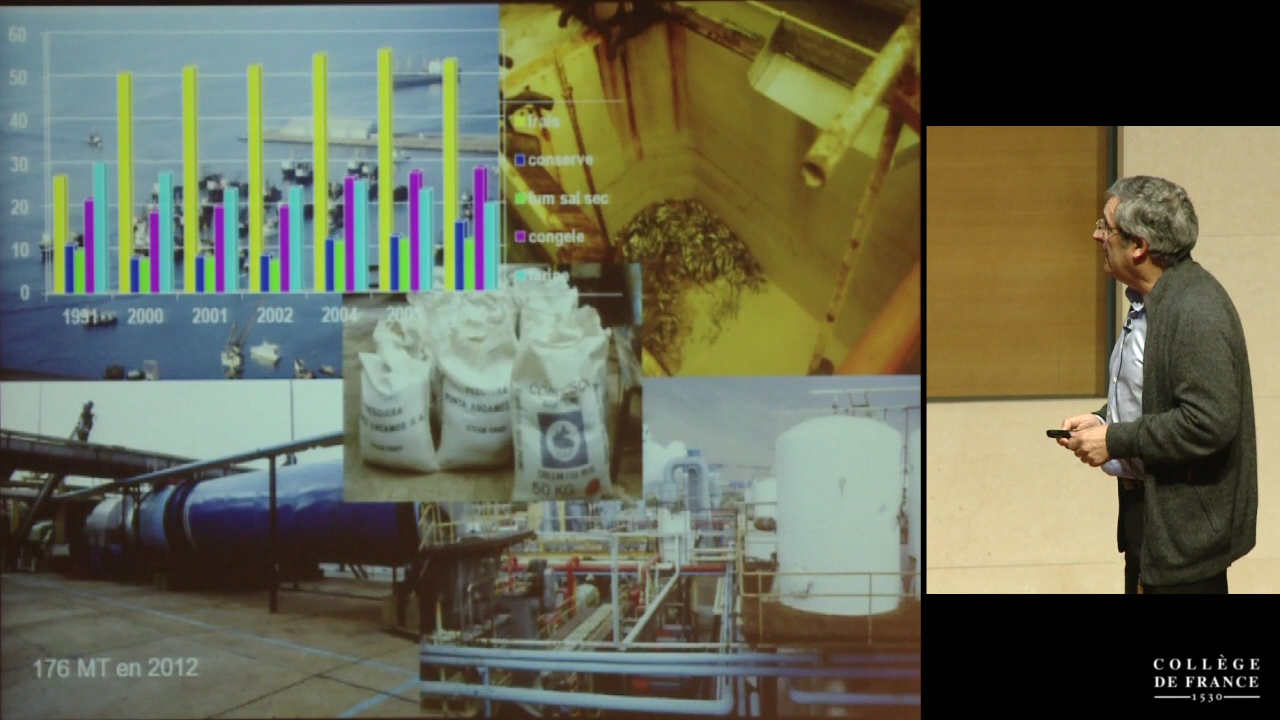 60
50
40
30
20
10
0
1991 2000 2001 2002 2004
frais
conserve
fum sal sec
congele
50 KG
176 MT en 2012
COLLÈGE
DE FRANCE
1530